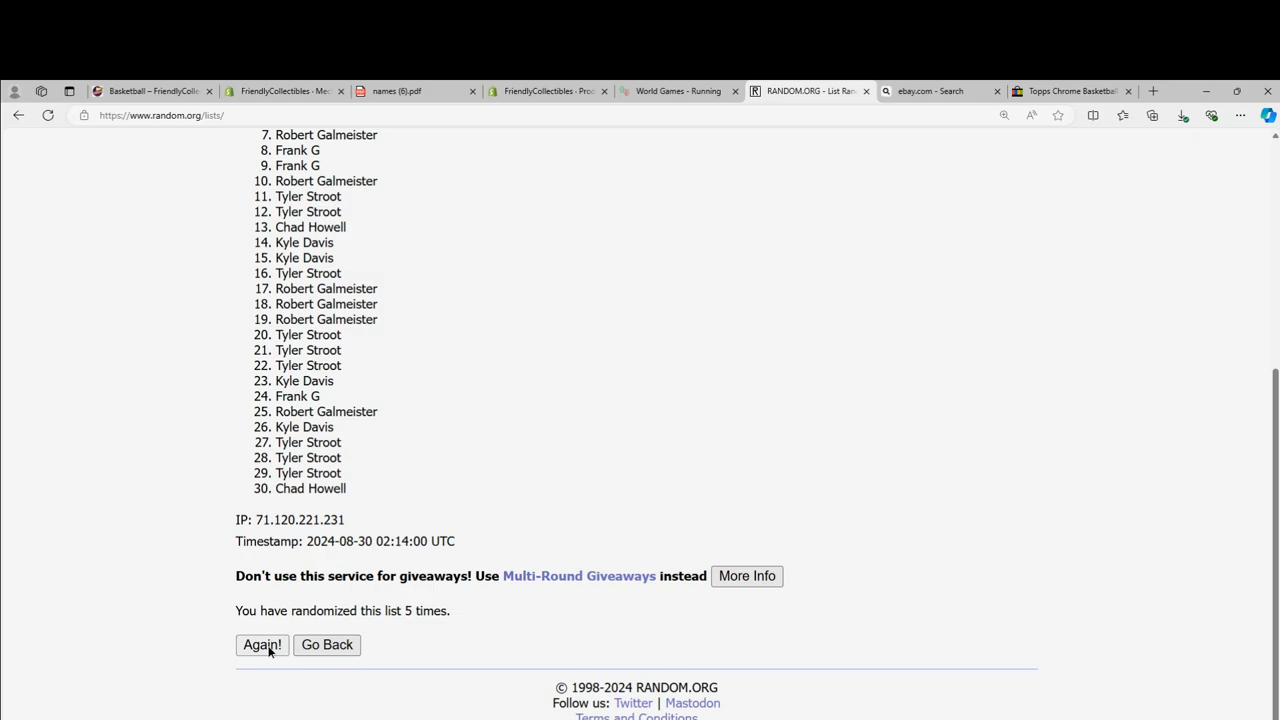 Basketball – FriendlyColle
FriendlyCollectibles - Mec
names (6).pdf
FriendlyCollectibles - Pro
World Games - Running
RANDOM.ORG - List Ran
ebay.com - Search
Topps Chrome Basketball
https://www.random.org/lists/
7. Robert Galmeister
8. Frank G
9. Frank G
10. Robert Galmeister
11. Tyler Stroot
12. Tyler Stroot
13. Chad Howell
14. Kyle Davis
15. Kyle Davis
16. Tyler Stroot
17. Robert Galmeister
18. Robert Galmeister
19. Robert Galmeister
20. Tyler Stroot
21. Tyler Stroot
22. Tyler Stroot
23. Kyle Davis
24. Frank G
25. Robert Galmeister
26. Kyle Davis
27. Tyler Stroot
28. Tyler Stroot
29. Tyler Stroot
30. Chad Howell
IP: 71.120.221.231
Timestamp: 2024-08-30 02:14:00 UTC
Don't use this service for giveaways! Use Multi-Round Giveaways instead More Info
You have randomized this list 5 times.
Again! Go Back
© 1998-2024 RANDOM.ORG
Follow us: Twitter | Mastodon
Terms and Conditions